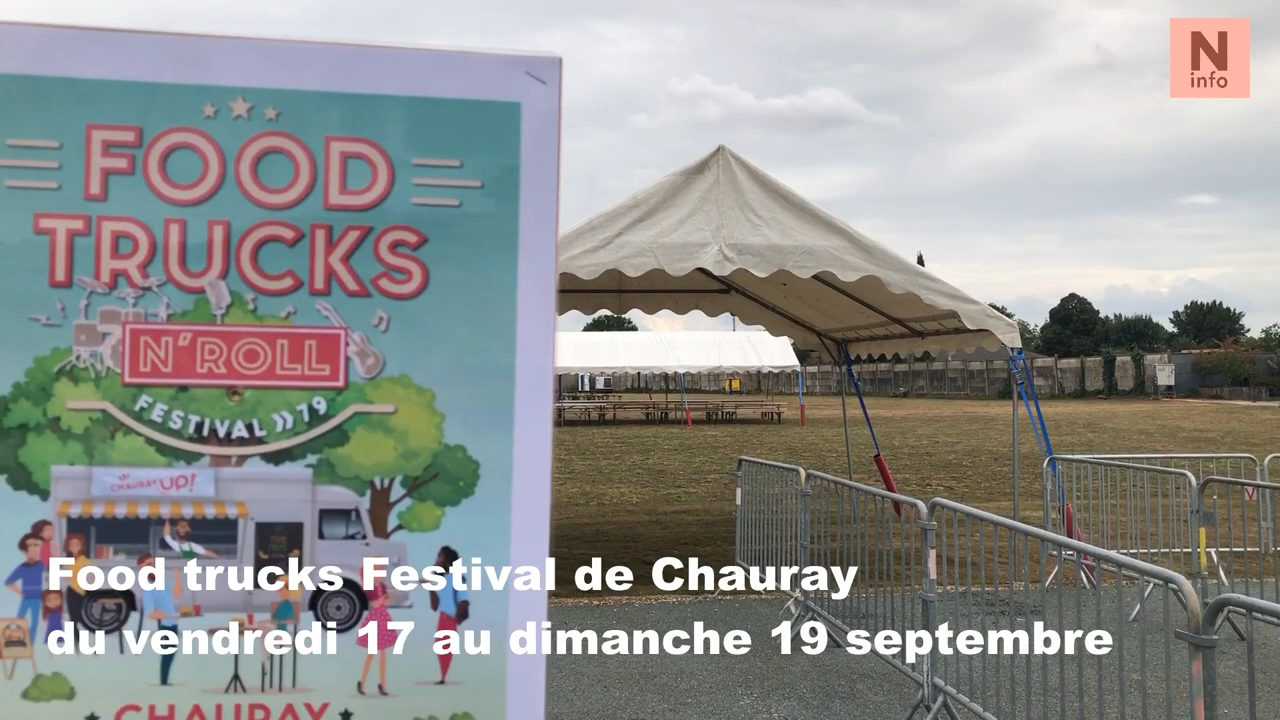 N
info
FOOD
TRUCKS
N'ROLL
FESTIVAL » 79
CHAURAY UP!
Food trucks Festival de Chauray
du vendredi 17 au dimanche 19 septembre
CHAURAY